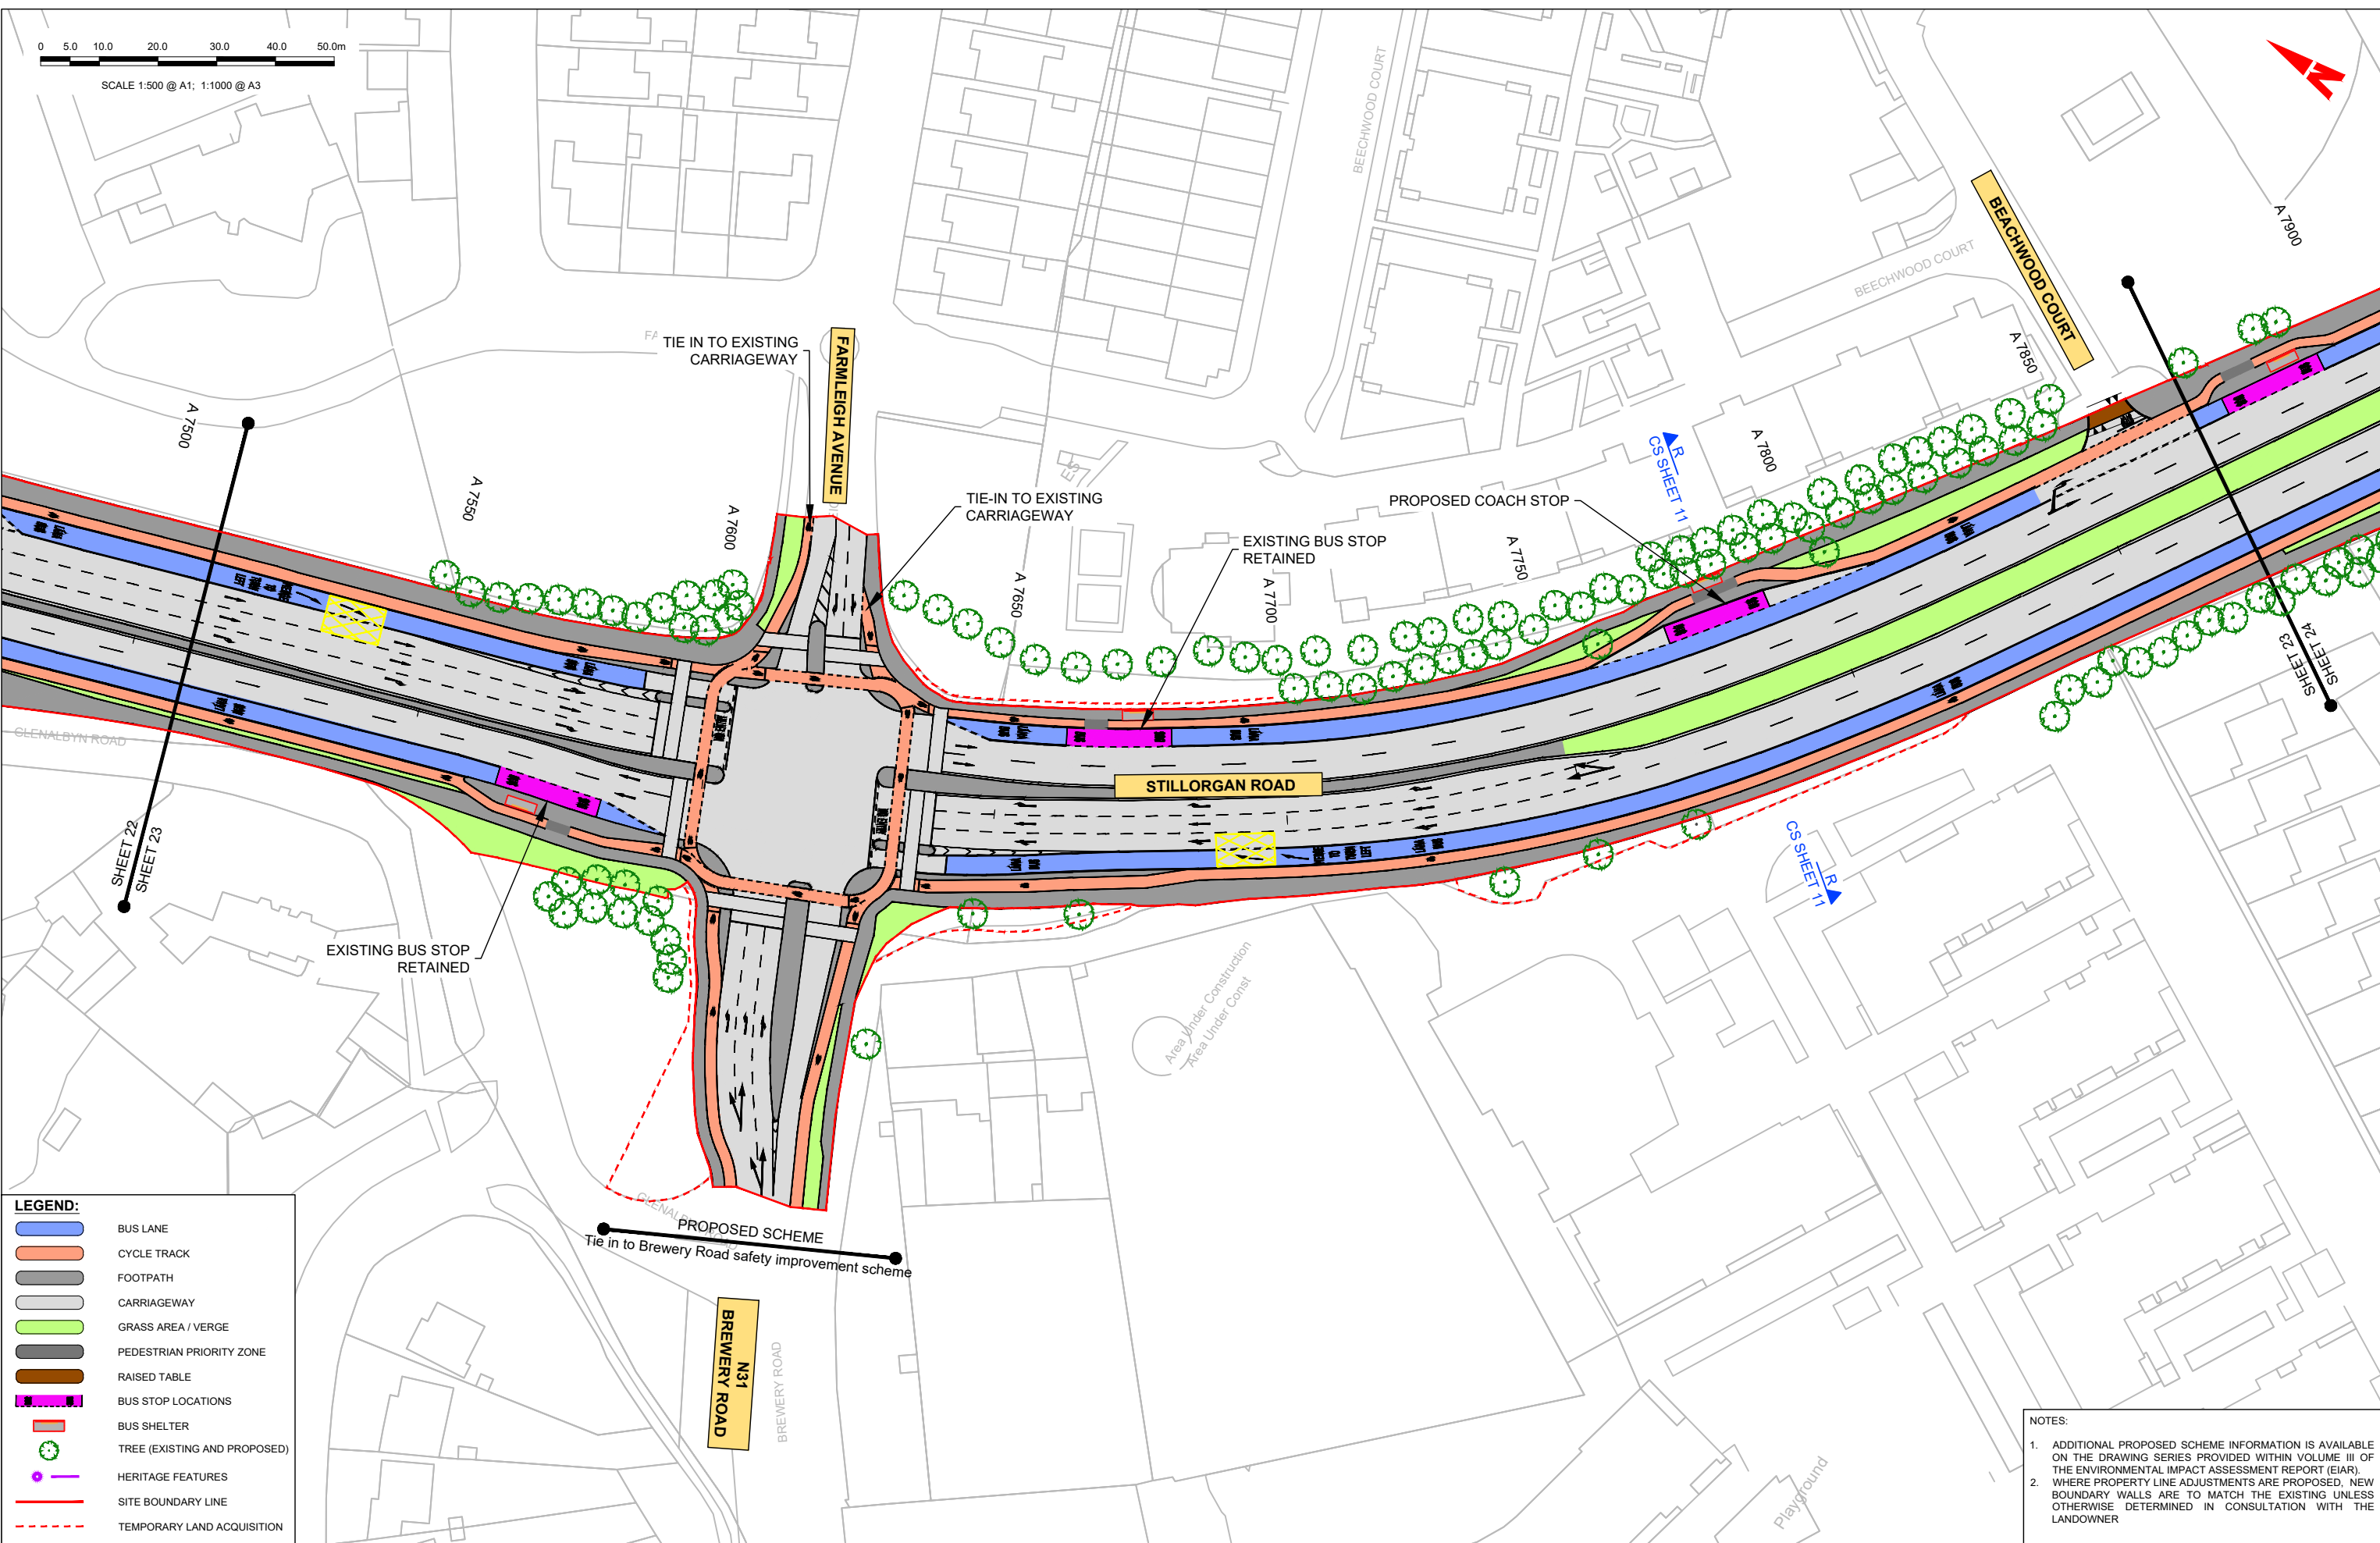 0 5.0 10.0 20.0 30.0 40.0 50.0m
SCALE 1:500 @ A1; 1:1000 @ A3
N
BEECHWOOD COURT
BEECHWOOD COURT
BEACHWOOD COURT
A 7900
A 7850
A 7800
A 7750
A 7700
A 7650
A 7600
A 7550
A 7500
TIE IN TO EXISTING
CARRIAGEWAY
FARMLEIGH AVENUE
TIE-IN TO EXISTING
CARRIAGEWAY
EXISTING BUS STOP
RETAINED
PROPOSED COACH STOP
R
CS SHEET 11
STILLORGAN ROAD
R
CS SHEET 11
SHEET 24
SHEET 23
GLENALBYN ROAD
SHEET 22
SHEET 23
EXISTING BUS STOP
RETAINED
Area Under Construction
Area Under Const
GLENALBYN ROAD
PROPOSED SCHEME
Tie in to Brewery Road safety improvement scheme
N31
BREWERY ROAD
BREWERY ROAD
Playground
LEGEND:
BUS LANE
CYCLE TRACK
FOOTPATH
CARRIAGEWAY
GRASS AREA / VERGE
PEDESTRIAN PRIORITY ZONE
RAISED TABLE
BUS STOP LOCATIONS
BUS SHELTER
TREE (EXISTING AND PROPOSED)
HERITAGE FEATURES
SITE BOUNDARY LINE
TEMPORARY LAND ACQUISITION
NOTES:
1. ADDITIONAL PROPOSED SCHEME INFORMATION IS AVAILABLE
ON THE DRAWING SERIES PROVIDED WITHIN VOLUME III OF
THE ENVIRONMENTAL IMPACT ASSESSMENT REPORT (EIAR).
2. WHERE PROPERTY LINE ADJUSTMENTS ARE PROPOSED, NEW
BOUNDARY WALLS ARE TO MATCH THE EXISTING UNLESS
OTHERWISE DETERMINED IN CONSULTATION WITH THE
LANDOWNER